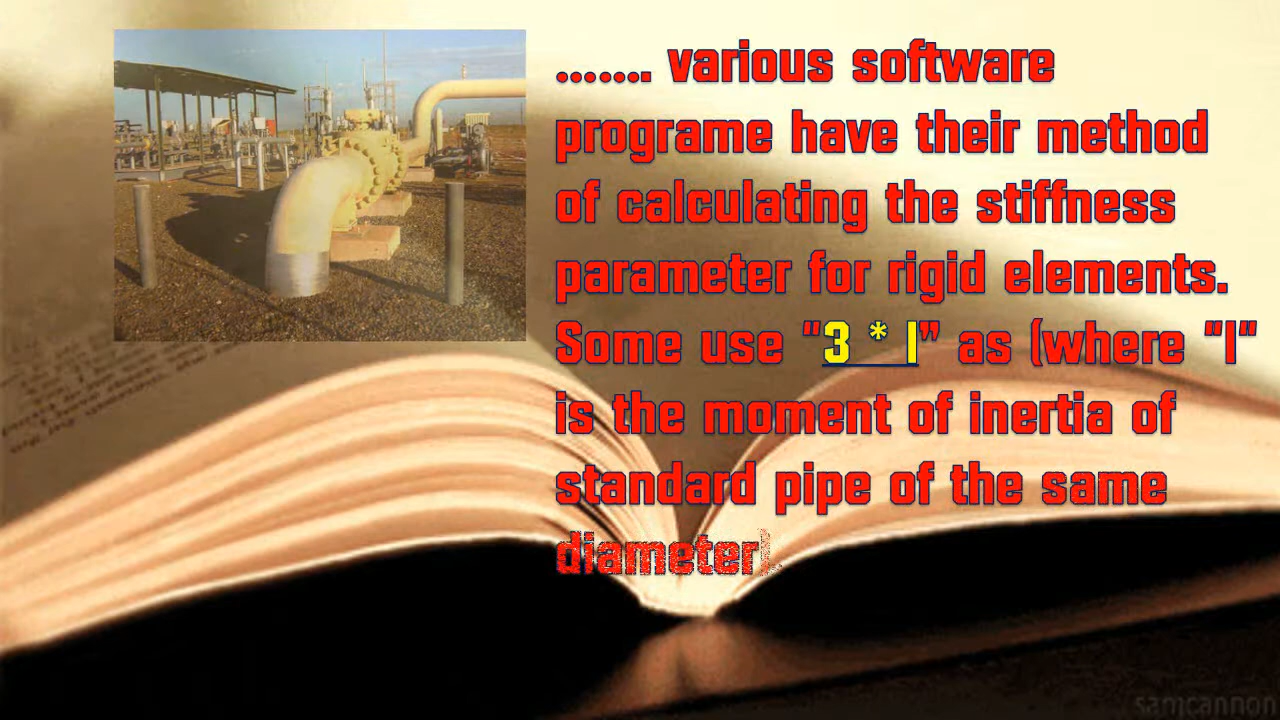 ……. various software
programe have their method
of calculating the stiffness
parameter for rigid elements.
Some use "3 * I" as (where "I"
is the moment of inertia of
standard pipe of the same
diameter).
samcannon